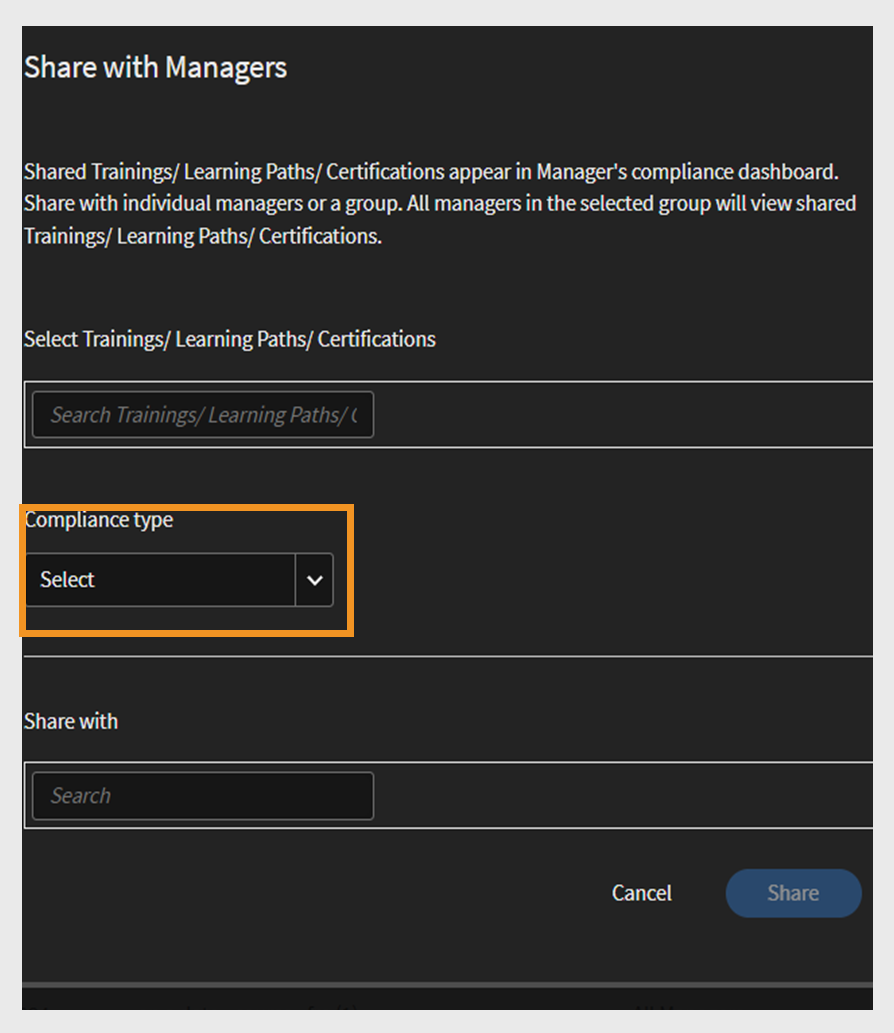 Share with Managers
Shared Trainings/ Learning Paths/ Certifications appear in Manager's compliance dashboard.
Share with individual managers or a group. All managers in the selected group will view shared
Trainings/ Learning Paths/ Certifications.
Select Trainings/ Learning Paths/ Certifications
Search Trainings/ Learning Paths/
Compliance type
Select
Share with
Search
Cancel
Share